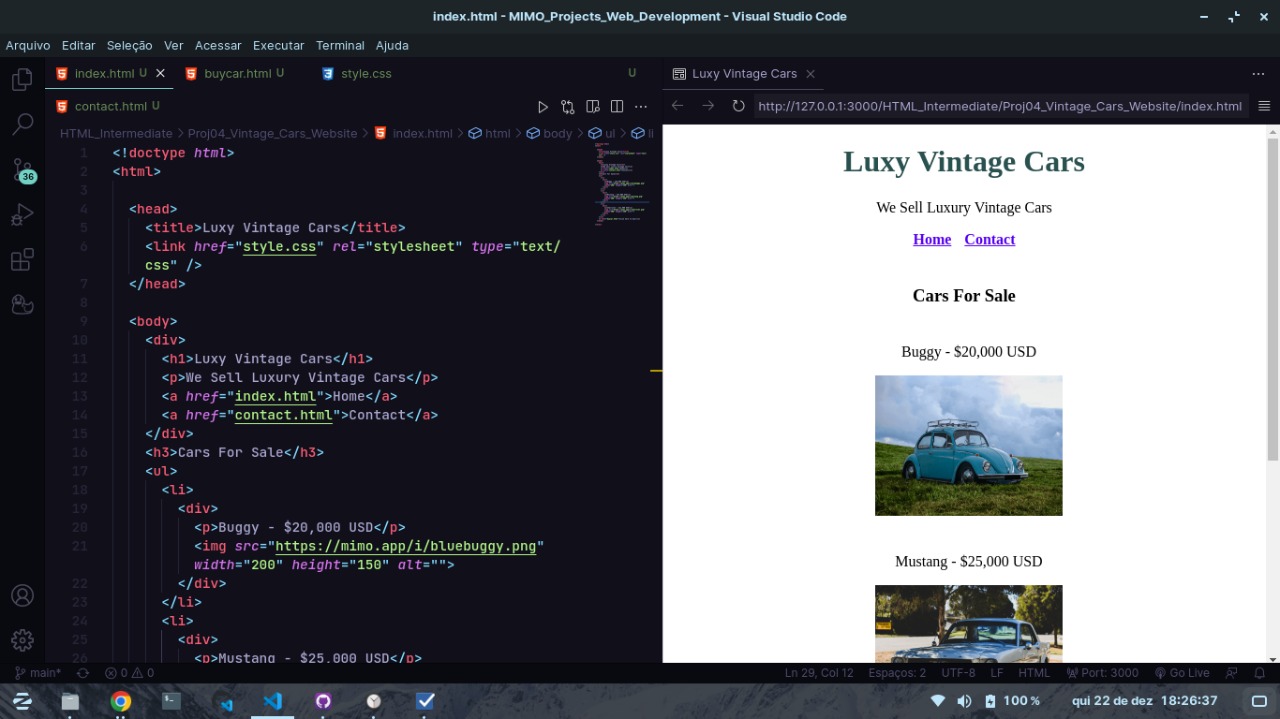 index.html - MIMO_Projects_Web_Development - Visual Studio Code
Arquivo Editar Seleção Ver Acessar Executar Terminal Ajuda
index.html U buycar.html U style.css U
contact.html U
HTML_Intermediate > Proj04_Vintage_Cars_Website > index.html > html > body > ul > li
1 <!doctype html>
2 <html>
3
4 <head>
5 <title>Luxy Vintage Cars</title>
6 <link href="style.css" rel="stylesheet" type="text/
css" />
7 </head>
8
9 <body>
10 <div>
11 <h1>Luxy Vintage Cars</h1>
12 <p>We Sell Luxury Vintage Cars</p>
13 <a href="index.html">Home</a>
14 <a href="contact.html">Contact</a>
15 </div>
16 <h3>Cars For Sale</h3>
17 <ul>
18 <li>
19 <div>
20 <p>Buggy - $20,000 USD</p>
21 <img src="https://mimo.app/i/bluebuggy.png"
width="200" height="150" alt="">
22 </div>
23 </li>
24 <li>
25 <div>
26 <p>Mustang - $25,000 USD</p>
36
Luxy Vintage Cars
http://127.0.0.1:3000/HTML_Intermediate/Proj04_Vintage_Cars_Website/index.html
Luxy Vintage Cars
We Sell Luxury Vintage Cars
Home Contact
Cars For Sale
Buggy - $20,000 USD
Mustang - $25,000 USD
main* 0 0 Ln 29, Col 12 Espaços: 2 UTF-8 LF HTML Port: 3000 Go Live
100 % qui 22 de dez 18:26:37